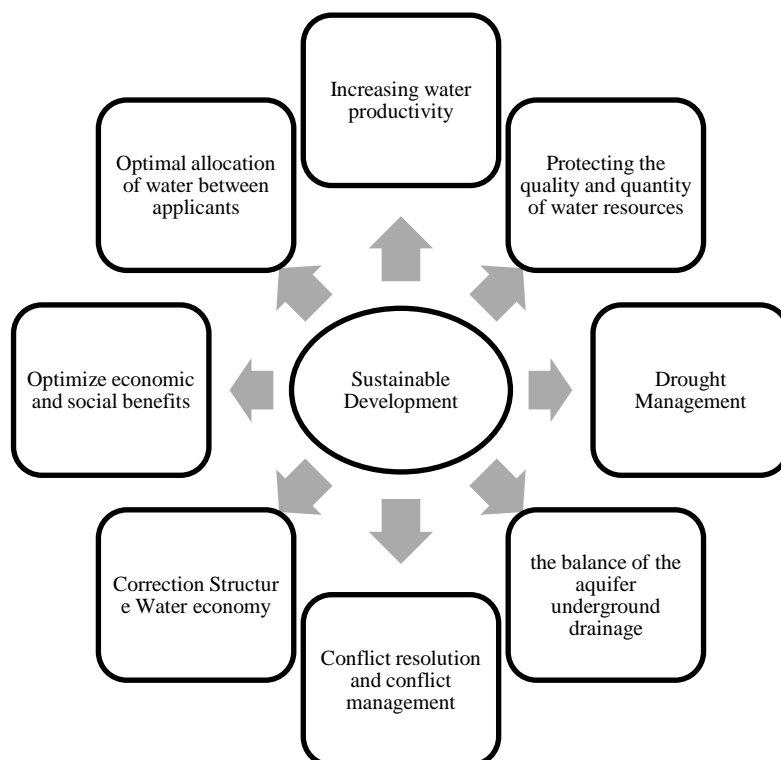 Increasing water
productivity
Optimal allocation
of water between
applicants
Protecting the
quality and quantity
of water resources
Optimize economic
and social benefits
Sustainable
Development
Drought
Management
Correction Structur
e Water economy
the balance of the
aquifer
underground
drainage
Conflict resolution
and conflict
management